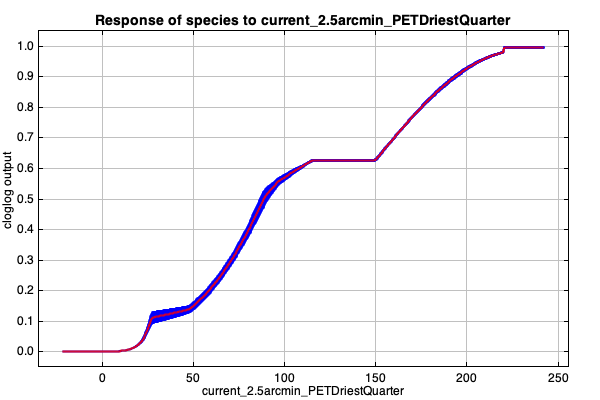 Response of species to current_2.5arcmin_PETDriestQuarter
1.0
0.9
0.8
0.7
0.6
0.5
0.4
0.3
0.2
0.1
0.0
cloglog output
0 50 100 150 200 250
current_2.5arcmin_PETDriestQuarter